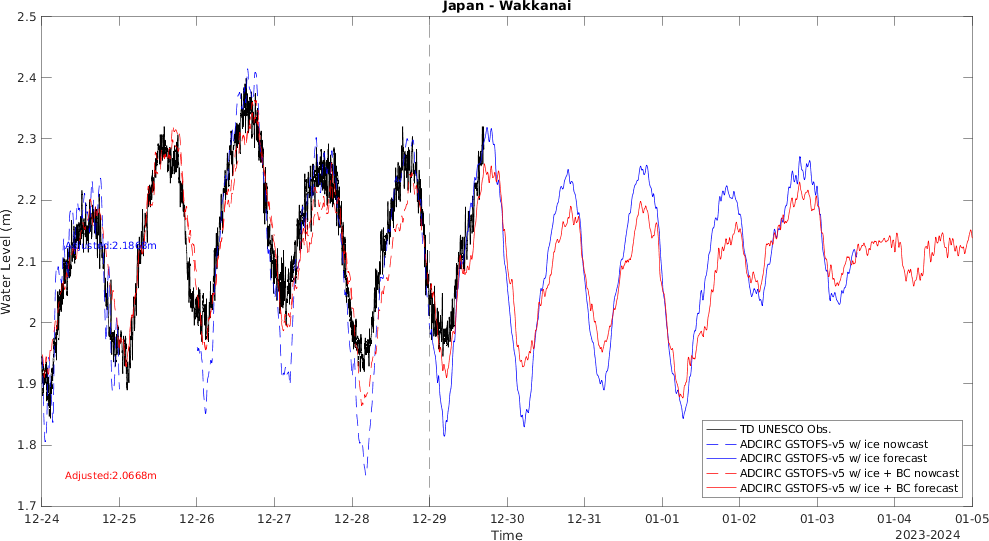 Japan - Wakkanai
Water Level (m)
2.5
2.4
2.3
2.2
2.1
2
1.9
1.8
1.7
Adjusted:2.1868m
Adjusted:2.0668m
TD UNESCO Obs.
ADCIRC GSTOFS-v5 w/ ice nowcast
ADCIRC GSTOFS-v5 w/ ice forecast
ADCIRC GSTOFS-v5 w/ ice + BC nowcast
ADCIRC GSTOFS-v5 w/ ice + BC forecast
12-24 12-25 12-26 12-27 12-28 12-29 12-30 12-31 01-01 01-02 01-03 01-04 01-05
Time
2023-2024